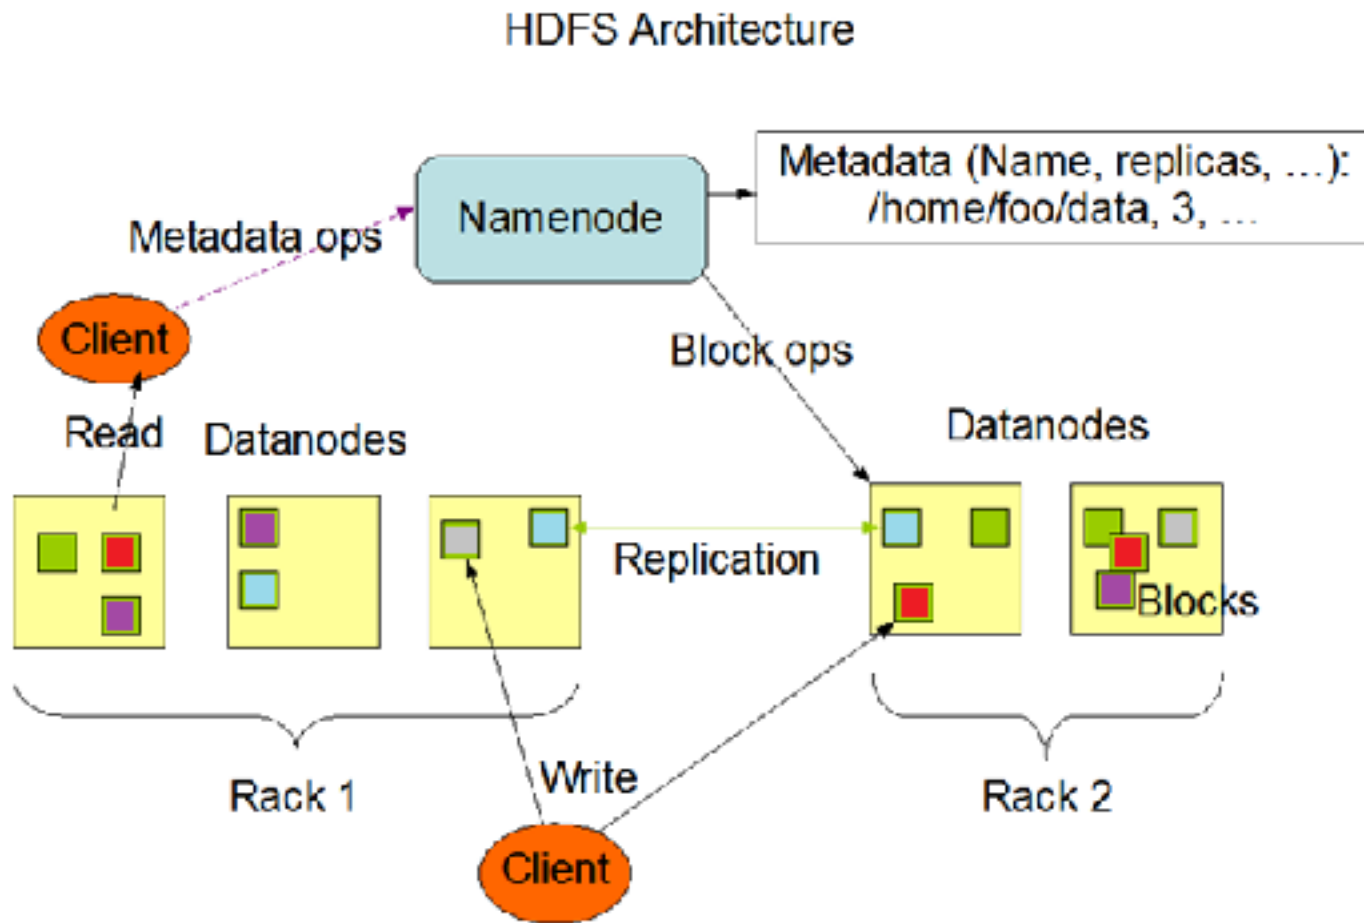 HDFS Architecture
Metadata (Name, replicas, ...):
/home/foo/data, 3, ...
Namenode
Metadata ops
Client
Block ops
Read
Datanodes
Datanodes
Replication
Blocks
Rack 1
Write
Rack 2
Client